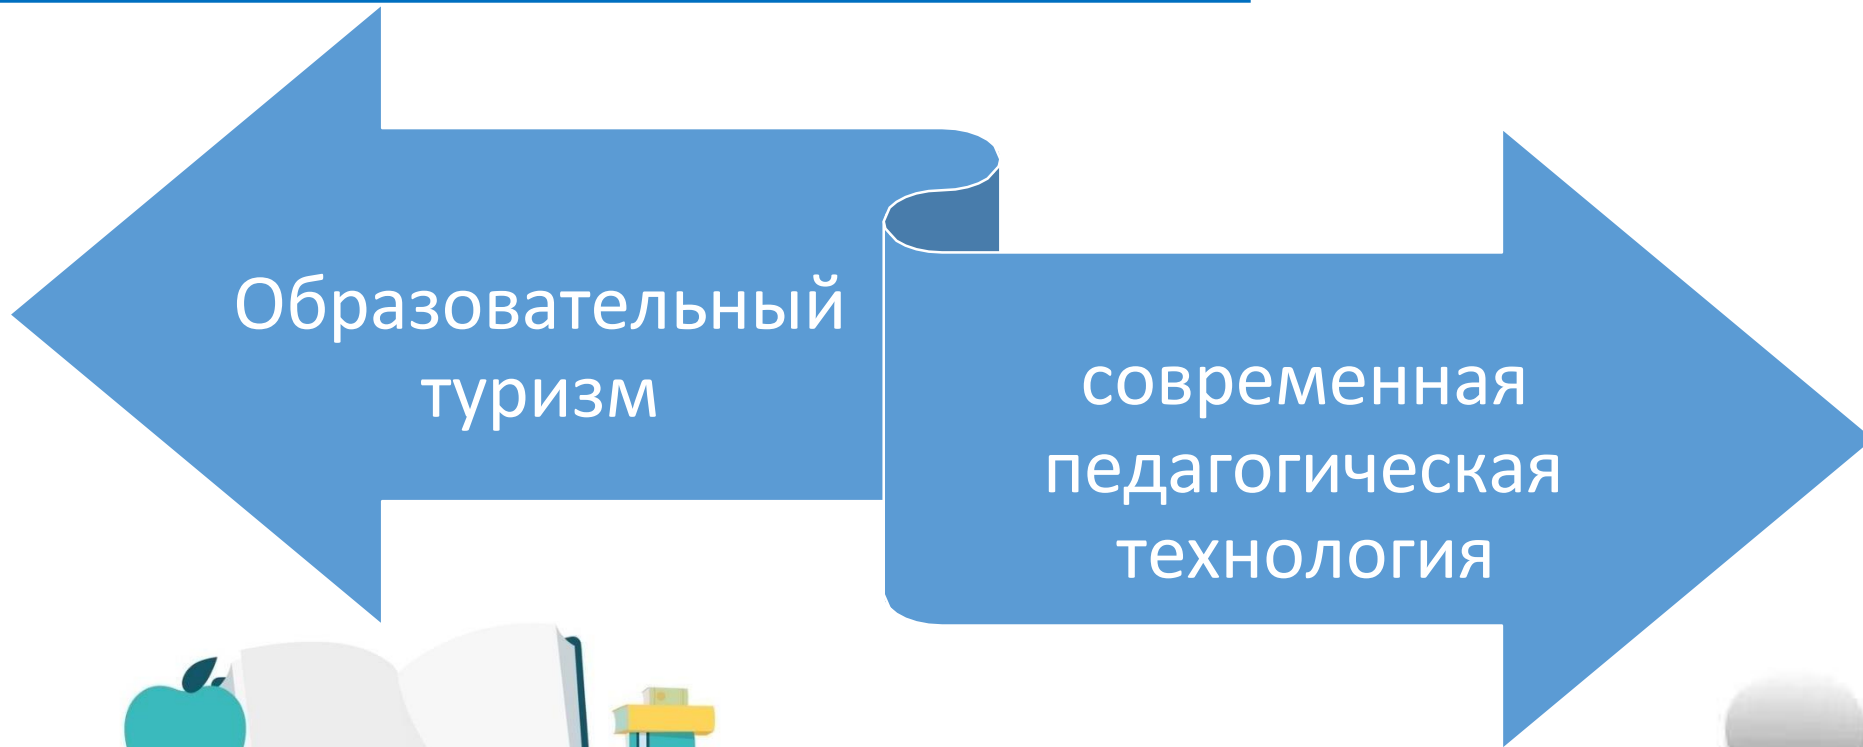 Образовательный
туризм
современная
педагогическая
технология